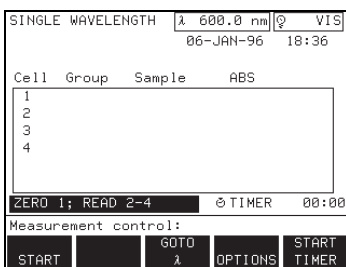 SINGLE WAVELENGTH λ 600.0 nm VIS
06-JAN-96 18:36
Cell Group Sample ABS
1
2
3
4
ZERO 1; READ 2-4 TIMER 00:00
Measurement control:
START GOTO λ OPTIONS START TIMER